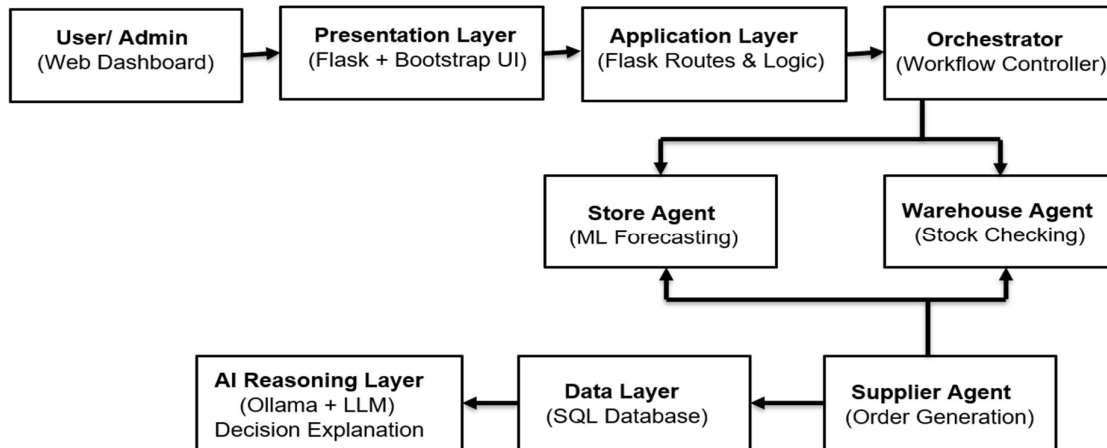 User/ Admin
(Web Dashboard)
Presentation Layer
(Flask + Bootstrap UI)
Application Layer
(Flask Routes & Logic)
Orchestrator
(Workflow Controller)
Store Agent
(ML Forecasting)
Warehouse Agent
(Stock Checking)
AI Reasoning Layer
(Ollama + LLM)
Decision Explanation
Data Layer
(SQL Database)
Supplier Agent
(Order Generation)